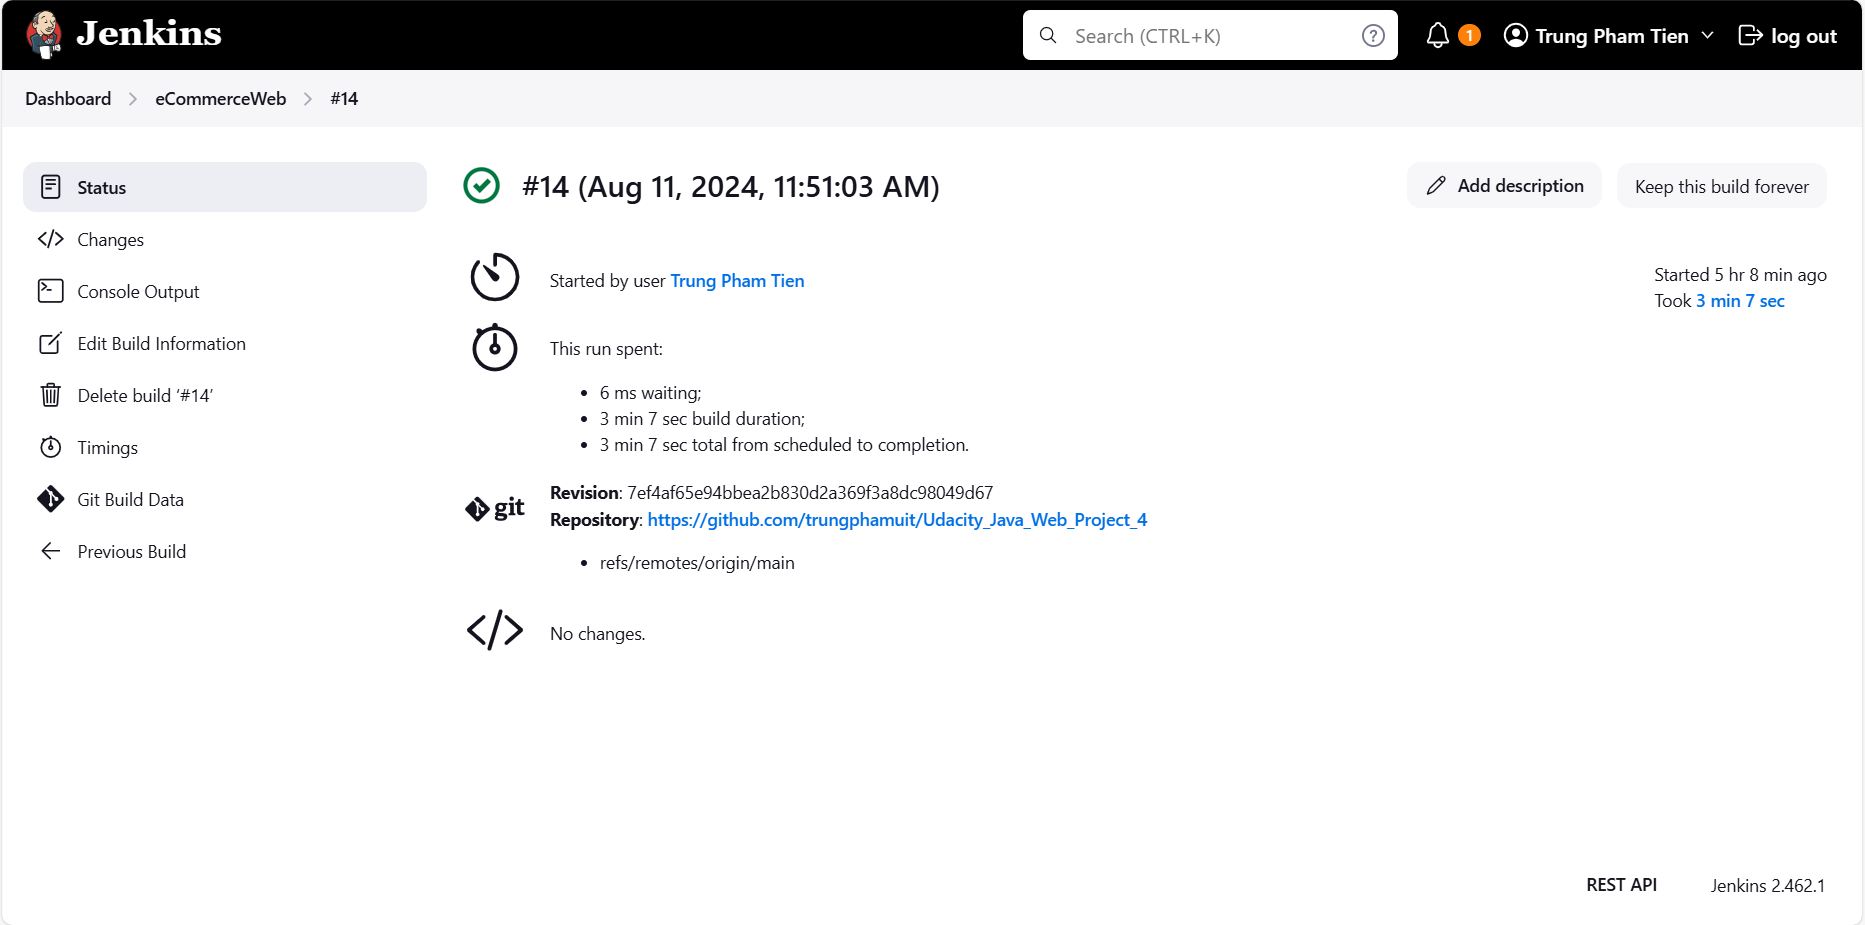 Jenkins
Search (CTRL+K)
?
1
Trung Pham Tien
log out
Dashboard
eCommerceWeb
#14
Status
Changes
Console Output
Edit Build Information
Delete build ‘#14’
Timings
Git Build Data
Previous Build
#14 (Aug 11, 2024, 11:51:03 AM)
Add description
Keep this build forever
Started by user Trung Pham Tien
Started 5 hr 8 min ago
Took 3 min 7 sec
This run spent:
• 6 ms waiting;
• 3 min 7 sec build duration;
• 3 min 7 sec total from scheduled to completion.
git
Revision: 7ef4af65e94bbea2b830d2a369f3a8dc98049d67
Repository: https://github.com/trungphamuit/Udacity_Java_Web_Project_4
• refs/remotes/origin/main
No changes.
REST API
Jenkins 2.462.1